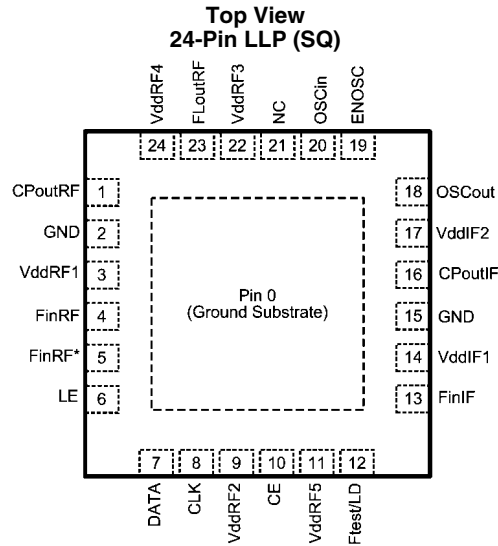 Top View
24-Pin LLP (SQ)
VddRF4
FLoutRF
VddRF3
NC
OSCin
ENOSC
24 23 22 21 20 19
CPoutRF 1
GND 2
VddRF1 3
FinRF 4
FinRF* 5
LE 6
Pin 0
(Ground Substrate)
18 OSCout
17 VddIF2
16 CPoutIF
15 GND
14 VddIF1
13 FinIF
7 8 9 10 11 12
DATA
CLK
VddRF2
CE
VddRF5
Ftest/LD